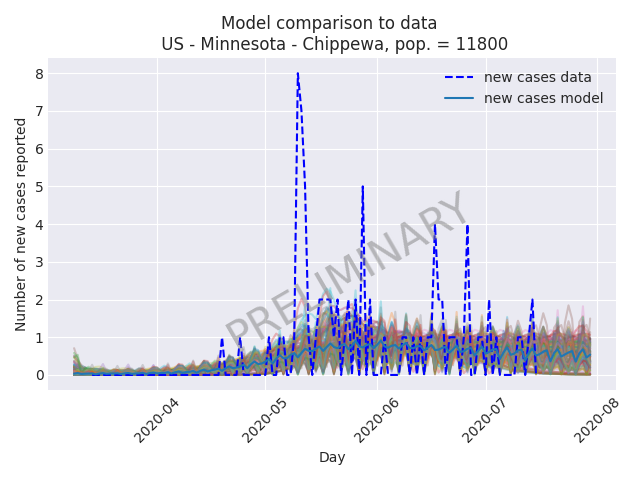 Model comparison to data
US - Minnesota - Chippewa, pop. = 11800
new cases data
new cases model
8
7
6
5
4
3
2
1
0
Number of new cases reported
PRELIMINARY
2020-04
2020-05
2020-06
2020-07
2020-08
Day